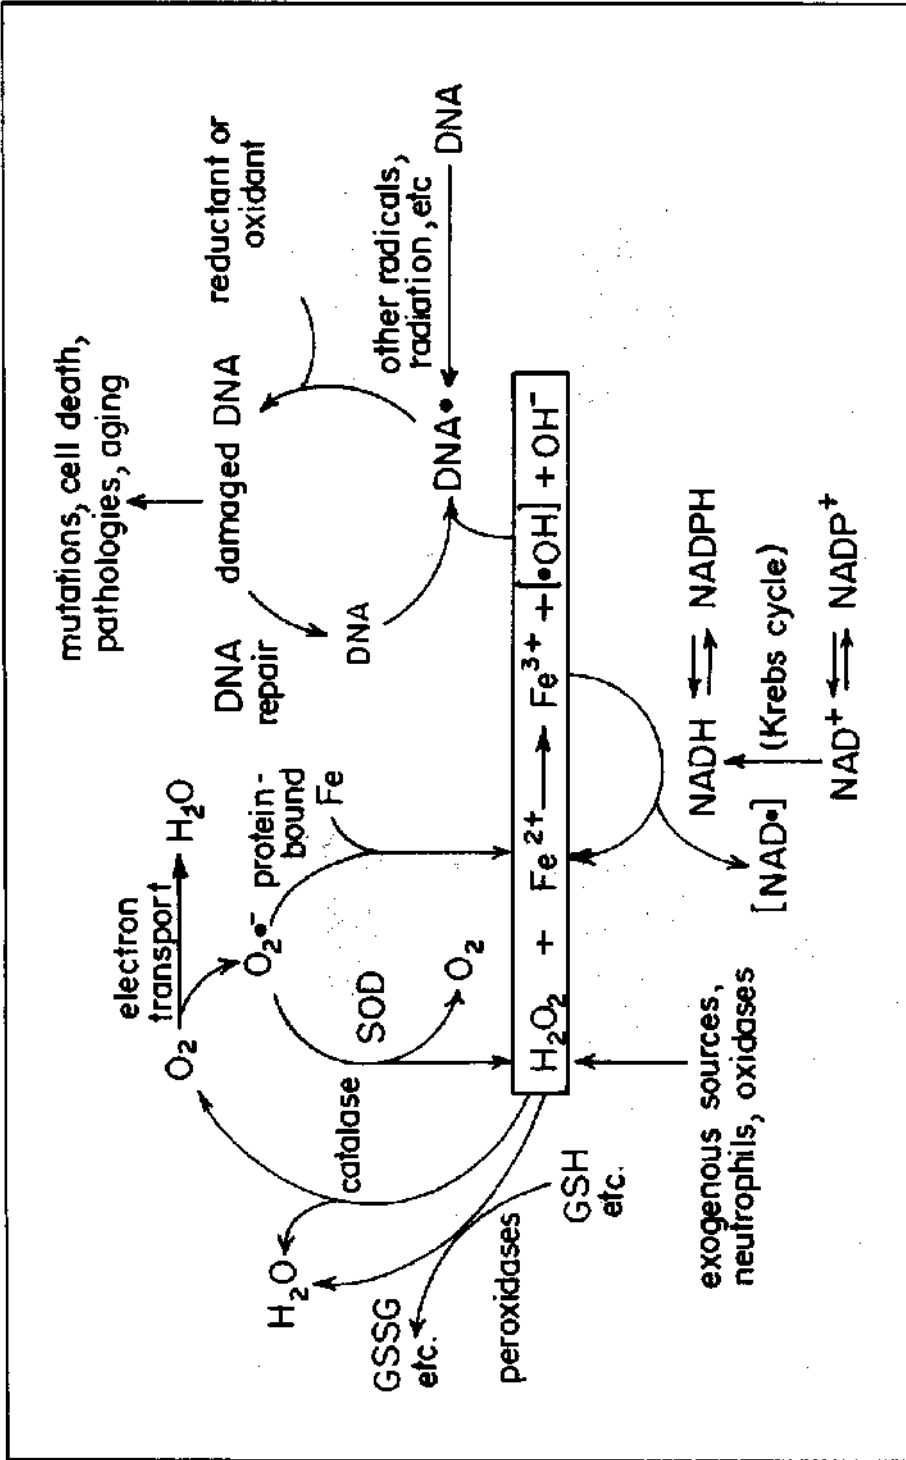 mutations, cell death,
pathologies, aging
damaged DNA
reductant or
oxidant
DNA
repair
DNA
DNA•
other radicals,
radiation, etc
DNA
electron
transport
O₂
H₂O
O₂•⁻
protein-
bound
Fe
SOD
O₂
catalase
H₂O
GSSG
etc.
peroxidases
GSH
etc.
H₂O₂ + Fe²⁺ → Fe³⁺ + [•OH] + OH⁻
exogenous sources,
neutrophils, oxidases
[NAD•]
NADH ⇌ NADPH
(Krebs cycle)
NAD⁺ ⇌ NADP⁺